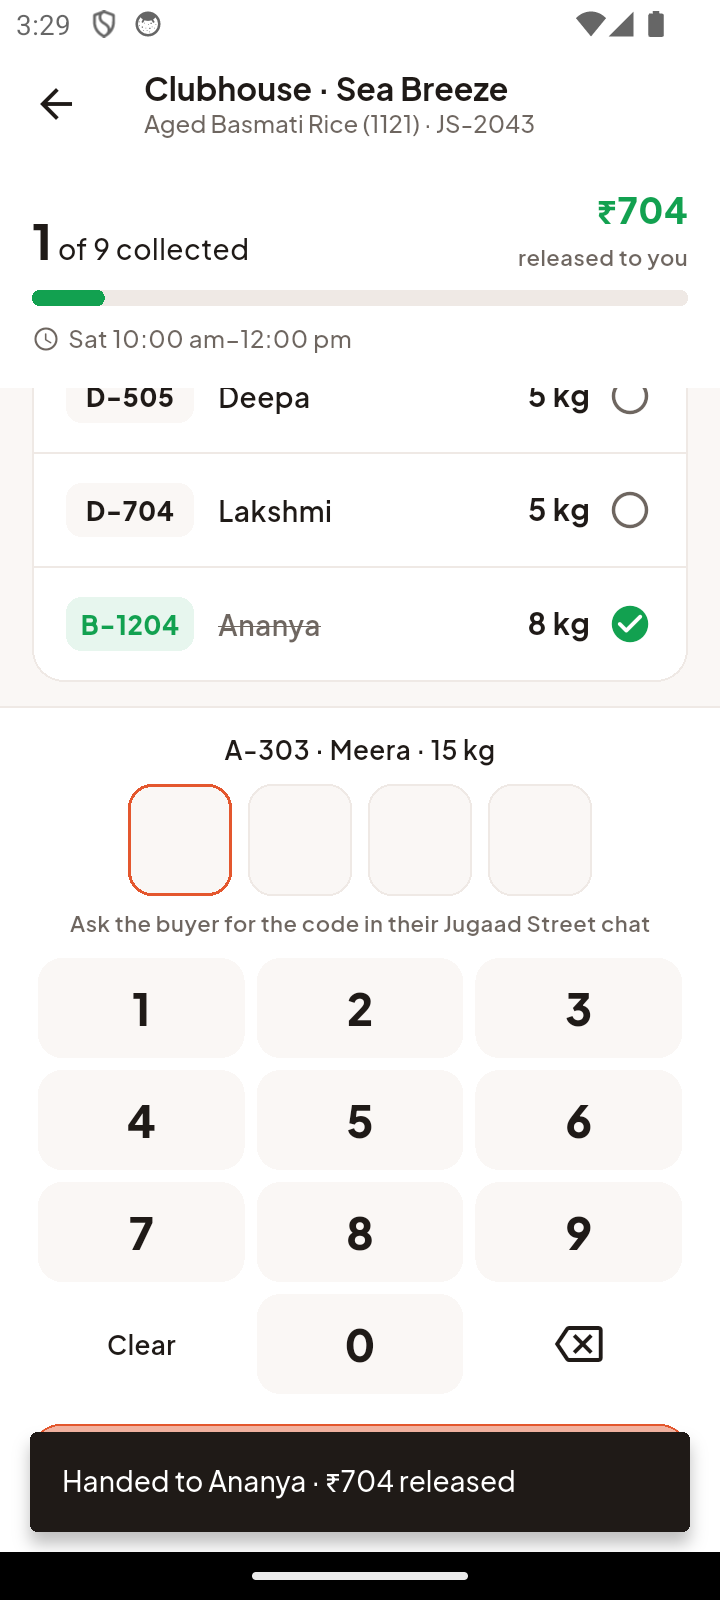 3:29
Clubhouse · Sea Breeze
Aged Basmati Rice (1121) · JS-2043
1 of 9 collected
₹704
released to you
Sat 10:00 am–12:00 pm
D-505 Deepa 5 kg
D-704 Lakshmi 5 kg
B-1204 Ananya 8 kg
A-303 · Meera · 15 kg
Ask the buyer for the code in their Jugaad Street chat
1 2 3
4 5 6
7 8 9
Clear 0
Handed to Ananya · ₹704 released